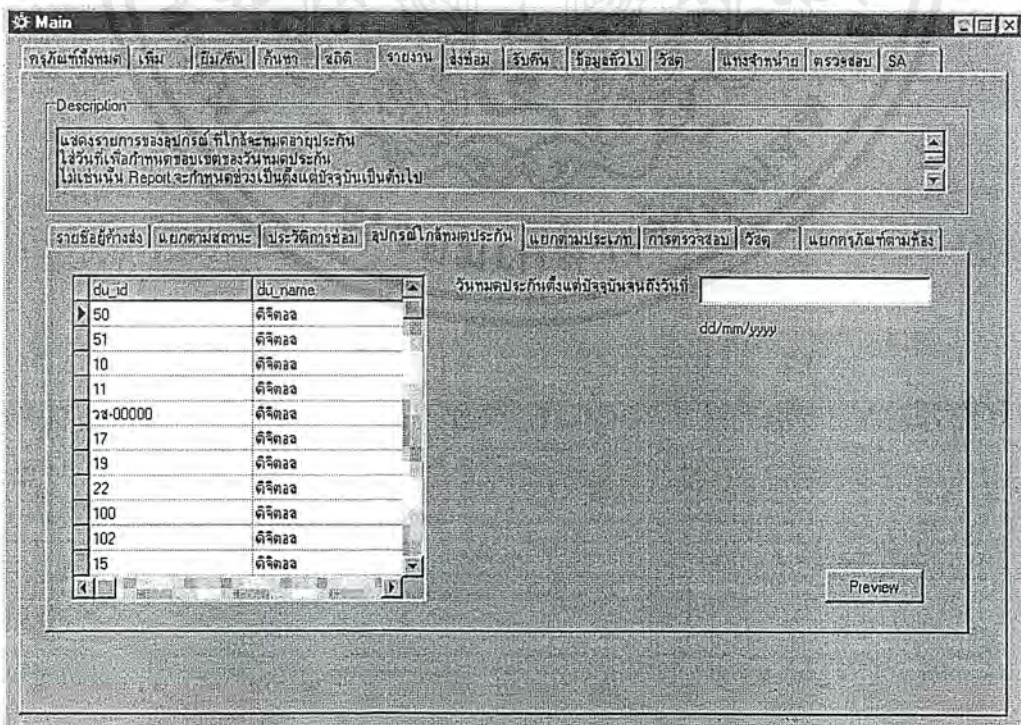 Main
ครุภัณฑ์ทั้งหมด เพิ่ม ยืม/คืน ค้นหา สถิติ รายงาน ส่งซ่อม รับคืน ข้อมูลทั่วไป วัสดุ แทงจำหน่าย ตรวจสอบ SA
Description
แสดงรายการของอุปกรณ์ ที่ใกล้จะหมดอายุประกัน
ใส่วันที่เพื่อกำหนดขอบเขตของวันหมดประกัน
ไม่เช่นนั้น Report จะกำหนดช่วงเป็นตั้งแต่ปัจจุบันเป็นต้นไป
รายชื่อผู้ค้างส่ง แยกตามสถานะ ประวัติการซ่อม อุปกรณ์ใกล้หมดประกัน แยกตามประเภท การตรวจสอบ วัสดุ แยกครุภัณฑ์ตามห้อง
du_id du_name วันหมดประกันตั้งแต่ปัจจุบันจนถึงวันที่
50 ดิจิตอล
dd/mm/yyyy
51 ดิจิตอล
10 ดิจิตอล
11 ดิจิตอล
วส-00000 ดิจิตอล
17 ดิจิตอล
19 ดิจิตอล
22 ดิจิตอล
100 ดิจิตอล
102 ดิจิตอล
15 ดิจิตอล
Preview